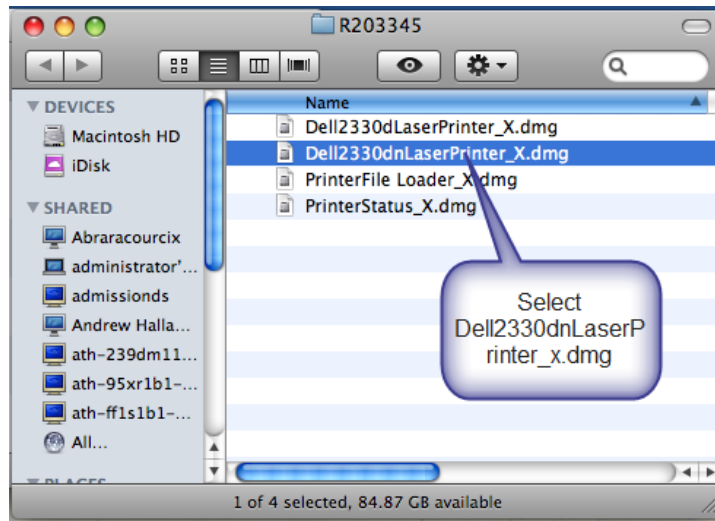 R203345
DEVICES
Macintosh HD
iDisk
SHARED
Abraracourcix
administrator'...
admissionds
Andrew Halla...
ath-239dm11...
ath-95xr1b1-...
ath-ff1s1b1-...
All...
PLACES
Name
Dell2330dLaserPrinter_X.dmg
Dell2330dnLaserPrinter_X.dmg
PrinterFile Loader_X.dmg
PrinterStatus_X.dmg
Select
Dell2330dnLaserP
rinter_x.dmg
1 of 4 selected, 84.87 GB available